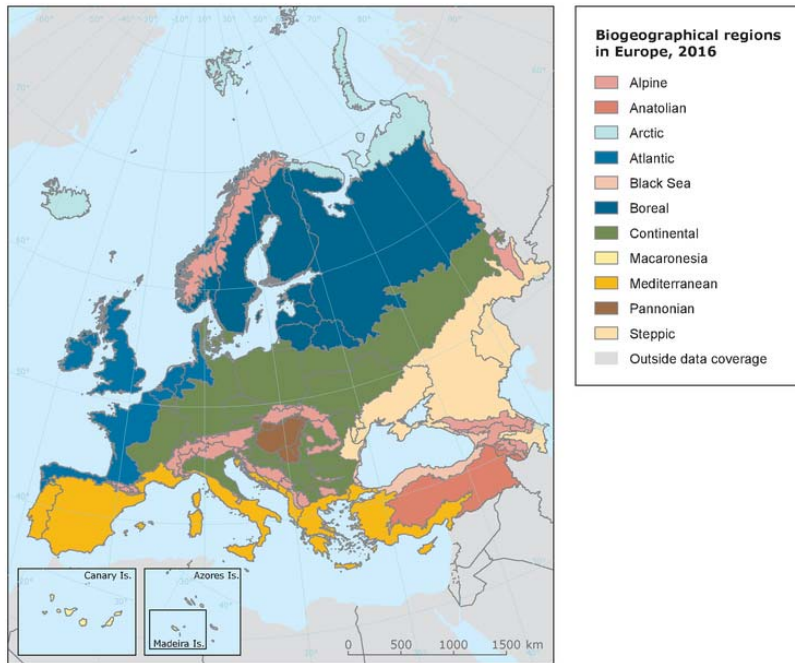 Biogeographical regions
in Europe, 2016
Alpine
Anatolian
Arctic
Atlantic
Black Sea
Boreal
Continental
Macaronesia
Mediterranean
Pannonian
Steppic
Outside data coverage
Canary Is.
Azores Is.
Madeira Is.
0 500 1000 1500 km